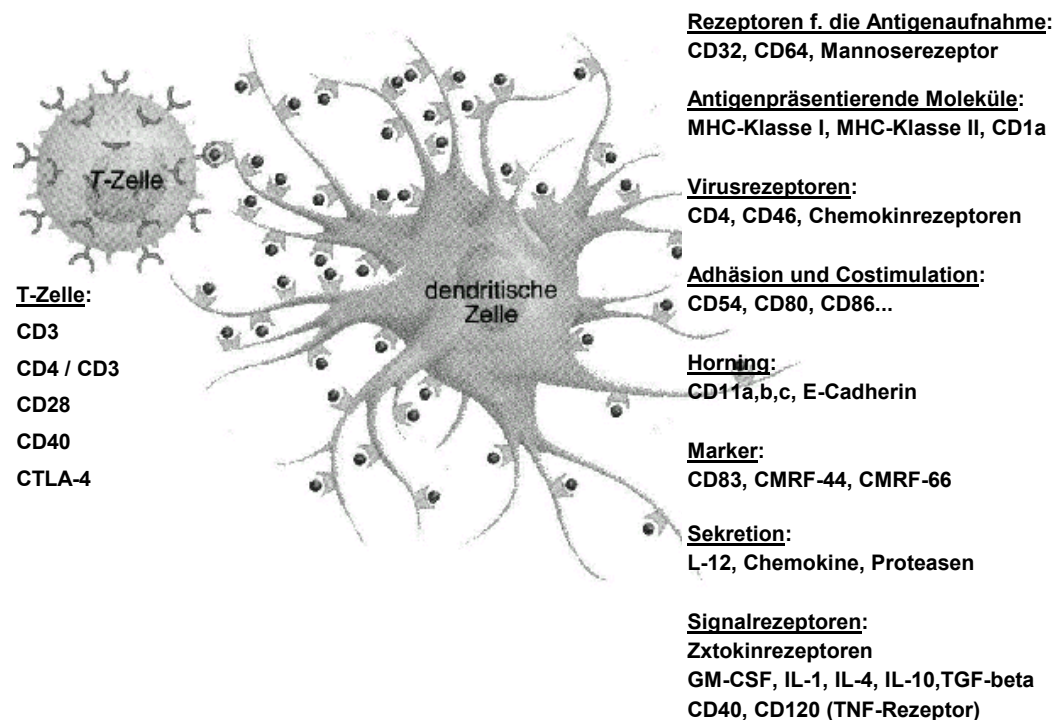 T-Zelle
dendritische
Zelle
T-Zelle:
CD3
CD4 / CD3
CD28
CD40
CTLA-4
Rezeptoren f. die Antigenaufnahme:
CD32, CD64, Mannoserezeptor
Antigenpräsentierende Moleküle:
MHC-Klasse I, MHC-Klasse II, CD1a
Virusrezeptoren:
CD4, CD46, Chemokinrezeptoren
Adhäsion und Costimulation:
CD54, CD80, CD86...
Horning:
CD11a,b,c, E-Cadherin
Marker:
CD83, CMRF-44, CMRF-66
Sekretion:
L-12, Chemokine, Proteasen
Signalrezeptoren:
Zxtokinrezeptoren
GM-CSF, IL-1, IL-4, IL-10,TGF-beta
CD40, CD120 (TNF-Rezeptor)